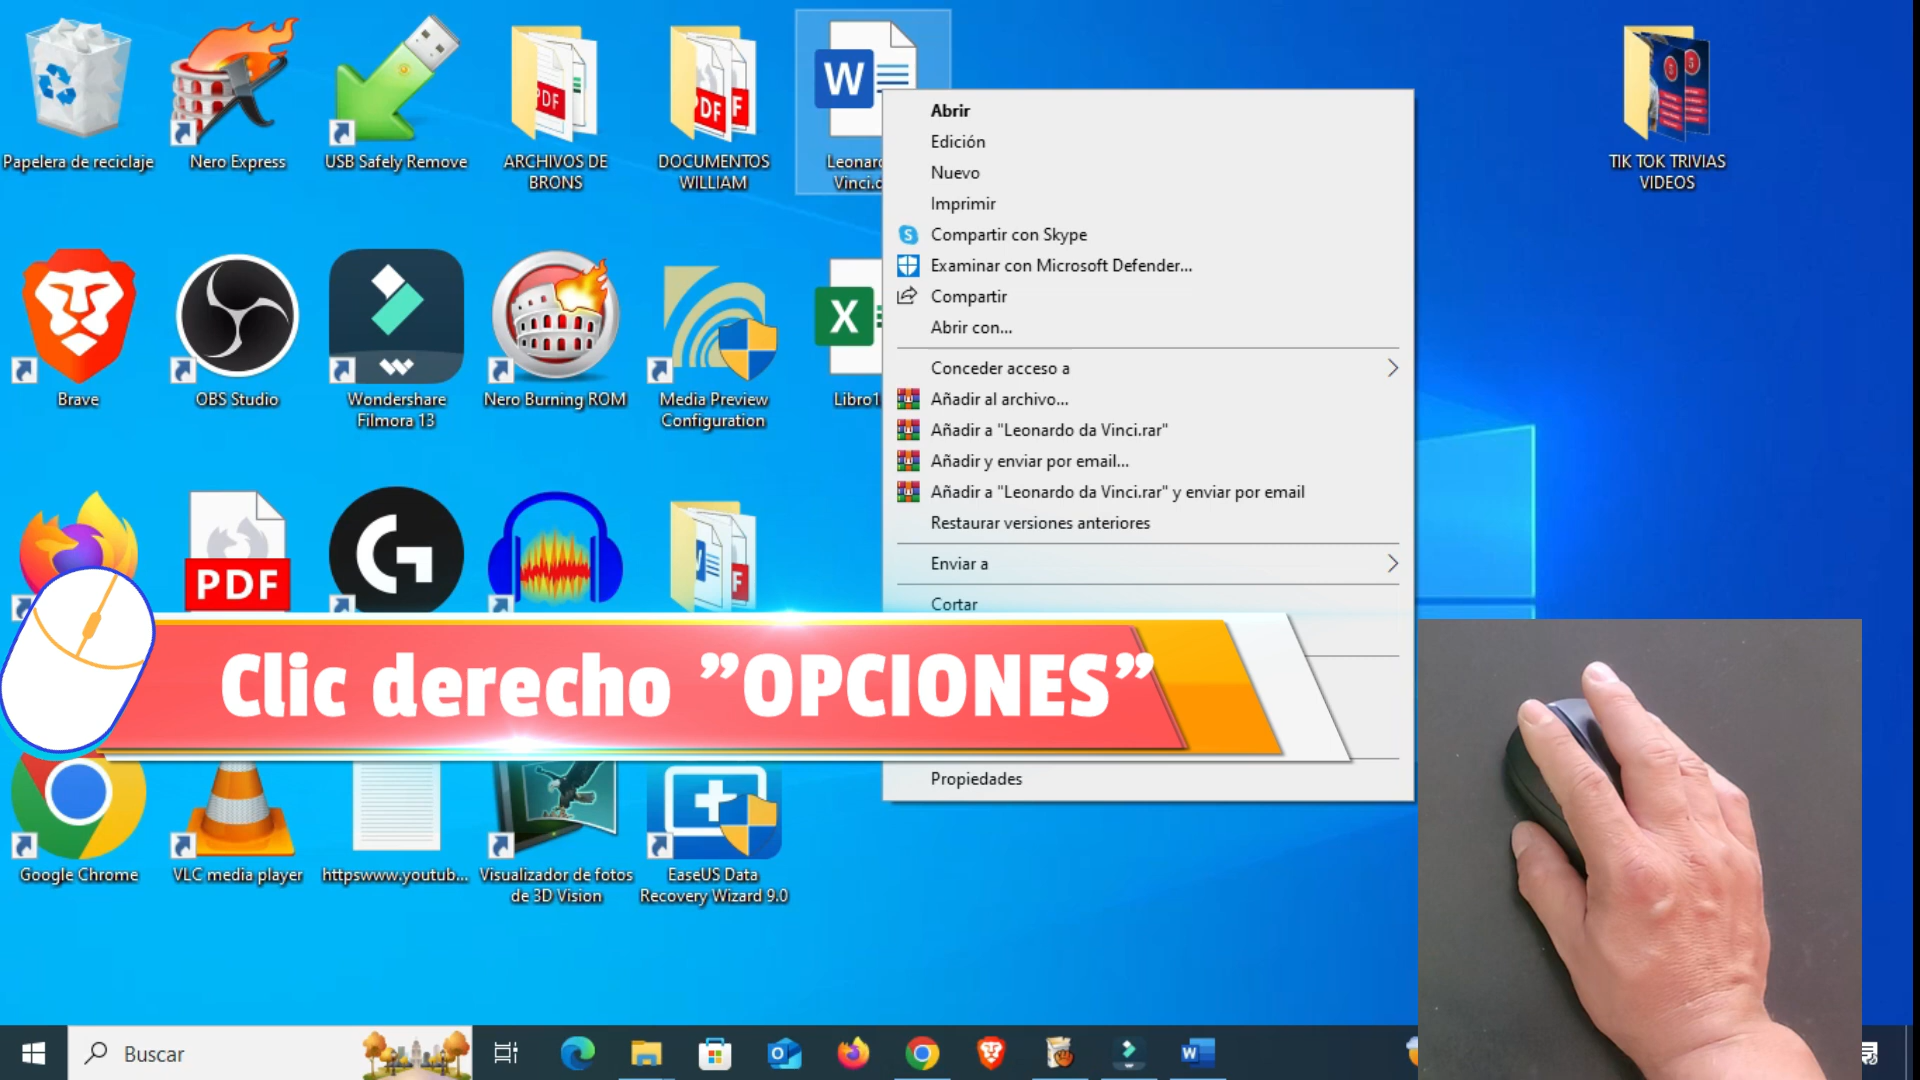 Papelera de reciclaje
Nero Express
USB Safely Remove
ARCHIVOS DE
BRONS
DOCUMENTOS
WILLIAM
TIK TOK TRIVIAS
VIDEOS
PDF
PDF
F
W
Abrir
Edición
Nuevo
Imprimir
Compartir con Skype
Examinar con Microsoft Defender...
Compartir
Abrir con...
Conceder acceso a
Añadir al archivo...
Añadir a "Leonardo da Vinci.rar"
Añadir y enviar por email...
Añadir a "Leonardo da Vinci.rar" y enviar por email
Restaurar versiones anteriores
Enviar a
Cortar
Propiedades
Brave
OBS Studio
Wondershare
Filmora 13
Nero Burning ROM
Media Preview
Configuration
X
Libro1
PDF
G
Clic derecho "OPCIONES”
Google Chrome
VLC media player
httpswww.youtub...
Visualizador de fotos
de 3D Vision
EaseUS Data
Recovery Wizard 9.0
Buscar